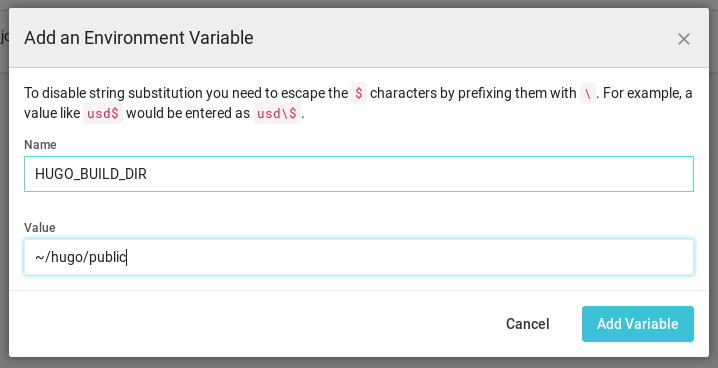 jo
Add an Environment Variable
×
To disable string substitution you need to escape the $ characters by prefixing them with \ . For example, a
value like usd$ would be entered as usd\$ .
Name
HUGO_BUILD_DIR
Value
~/hugo/public
Cancel Add Variable